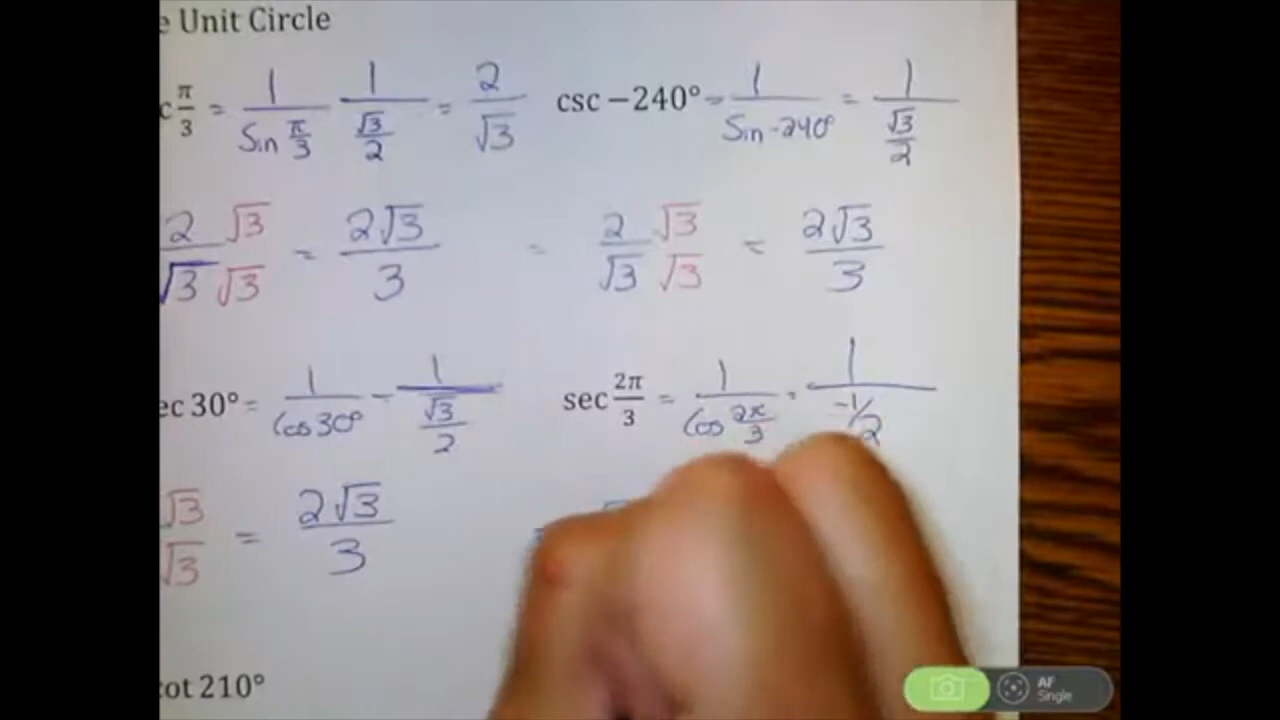 e Unit Circle
c π/3 = 1/(Sin π/3) 1/(√3/2) = 2/√3
csc −240° = 1/(Sin -240°) = 1/(√3/2)
2/√3 √3/√3 = 2√3/3
= 2/√3 √3/√3 = 2√3/3
ec 30° = 1/(Cos 30°) = 1/(√3/2)
sec 2π/3 = 1/(Cos 2π/3) = 1/(-1/2)
√3/√3 = 2√3/3
cot 210°
AF
Single